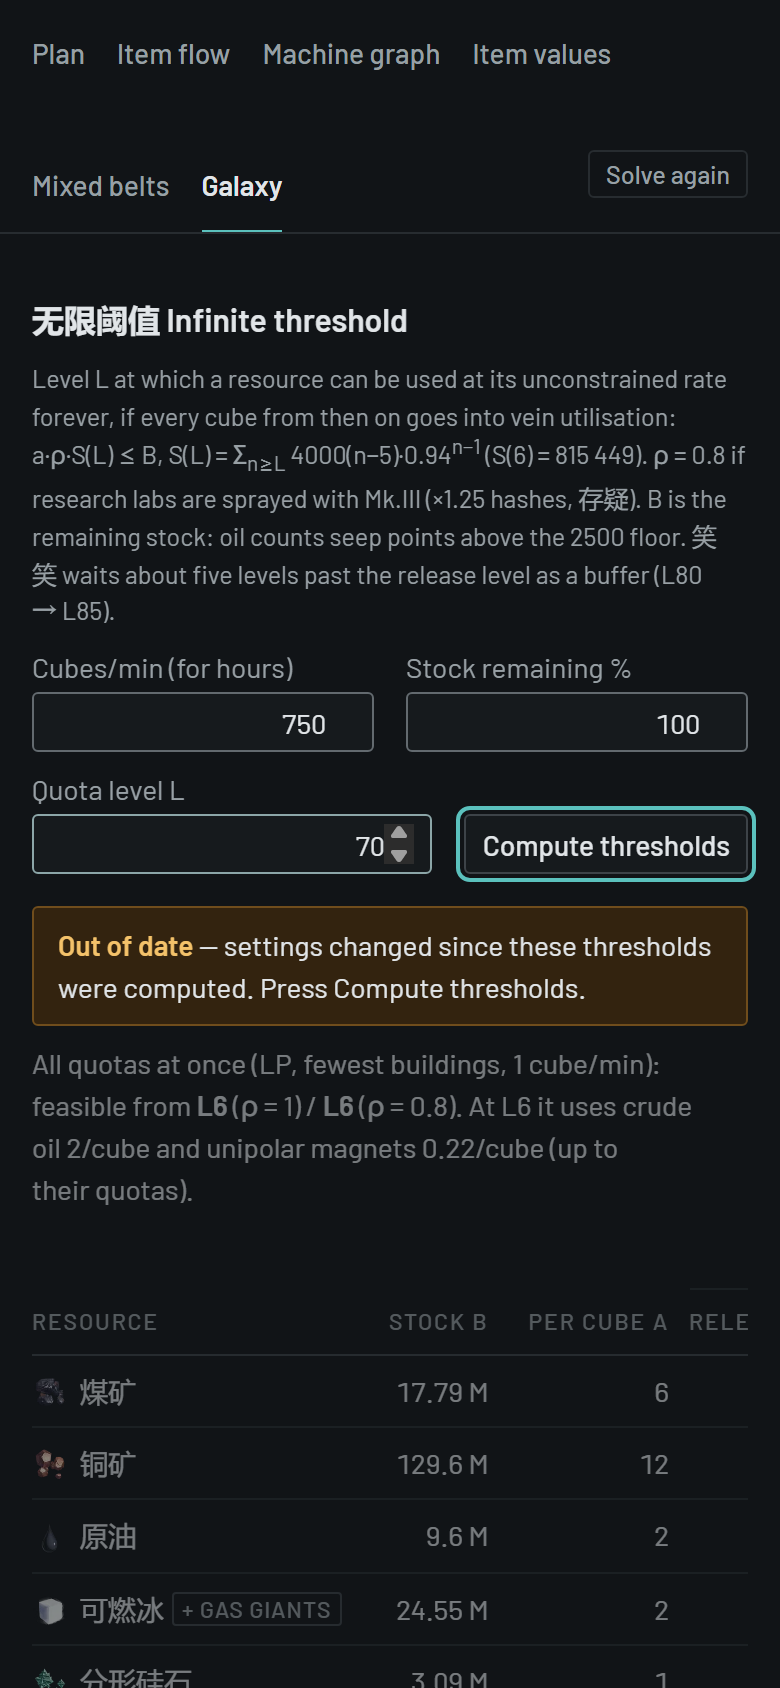 Plan Item flow Machine graph Item values
Mixed belts Galaxy Solve again
无限阈值 Infinite threshold
Level L at which a resource can be used at its unconstrained rate
forever, if every cube from then on goes into vein utilisation:
a·ρ·S(L) ≤ B, S(L) = Σn≥L 4000(n−5)·0.94^n−1 (S(6) = 815 449). ρ = 0.8 if
research labs are sprayed with Mk.III (×1.25 hashes, 存疑). B is the
remaining stock: oil counts seep points above the 2500 floor. 笑
笑 waits about five levels past the release level as a buffer (L80
→ L85).
Cubes/min (for hours) Stock remaining %
750 100
Quota level L
70 Compute thresholds
Out of date — settings changed since these thresholds
were computed. Press Compute thresholds.
All quotas at once (LP, fewest buildings, 1 cube/min):
feasible from L6 (ρ = 1) / L6 (ρ = 0.8). At L6 it uses crude
oil 2/cube and unipolar magnets 0.22/cube (up to
their quotas).
RESOURCE STOCK B PER CUBE A RELE
煤矿 17.79 M 6
铜矿 129.6 M 12
原油 9.6 M 2
可燃冰 + GAS GIANTS 24.55 M 2
分形硅石 3.09 M 1